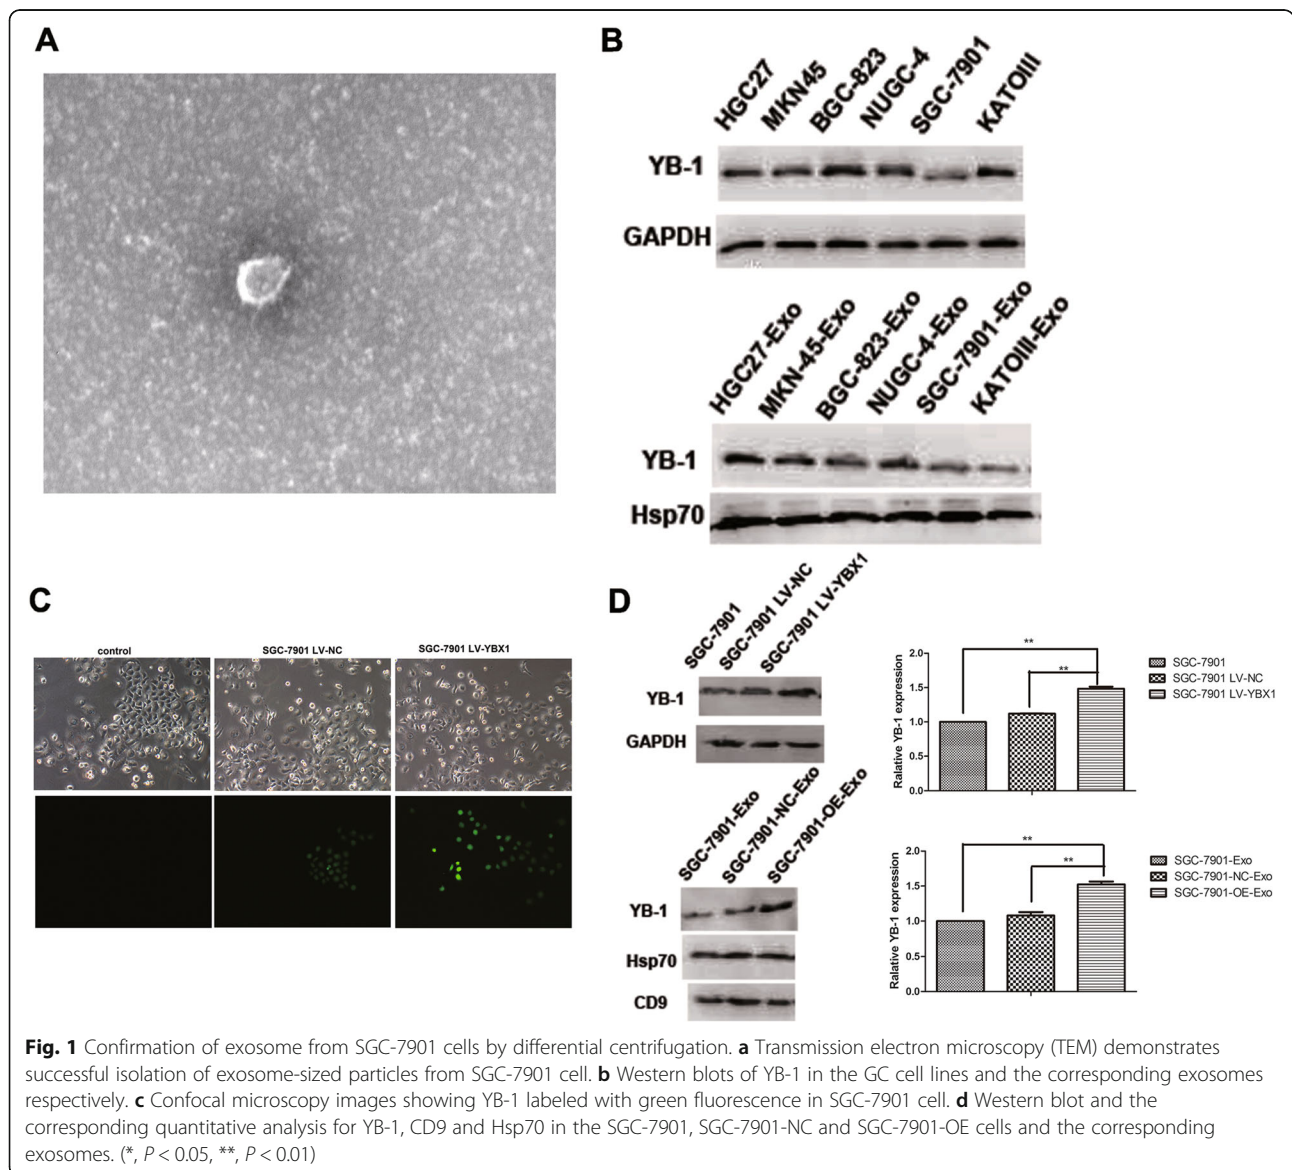 A
B
HGC27
MKN45
BGC-823
NUGC-4
SGC-7901
KATOIII
YB-1
GAPDH
HGC27-Exo
MKN-45-Exo
BGC-823-Exo
NUGC-4-Exo
SGC-7901-Exo
KATOIII-Exo
YB-1
Hsp70
C
control
SGC-7901 LV-NC
SGC-7901 LV-YBX1
D
SGC-7901
SGC-7901 LV-NC
SGC-7901 LV-YBX1
YB-1
GAPDH
SGC-7901-Exo
SGC-7901-NC-Exo
SGC-7901-OE-Exo
YB-1
Hsp70
CD9
Ralative YB-1 expression
2.0
1.5
1.0
0.5
0.0
**
**
SGC-7901
SGC-7901 LV-NC
SGC-7901 LV-YBX1
Ralative YB-1 expression
2.0
1.5
1.0
0.5
0.0
**
**
SGC-7901-Exo
SGC-7901-NC-Exo
SGC-7901-OE-Exo
Fig. 1 Confirmation of exosome from SGC-7901 cells by differential centrifugation. a Transmission electron microscopy (TEM) demonstrates
successful isolation of exosome-sized particles from SGC-7901 cell. b Western blots of YB-1 in the GC cell lines and the corresponding exosomes
respectively. c Confocal microscopy images showing YB-1 labeled with green fluorescence in SGC-7901 cell. d Western blot and the
corresponding quantitative analysis for YB-1, CD9 and Hsp70 in the SGC-7901, SGC-7901-NC and SGC-7901-OE cells and the corresponding
exosomes. (*, P < 0.05, **, P < 0.01)